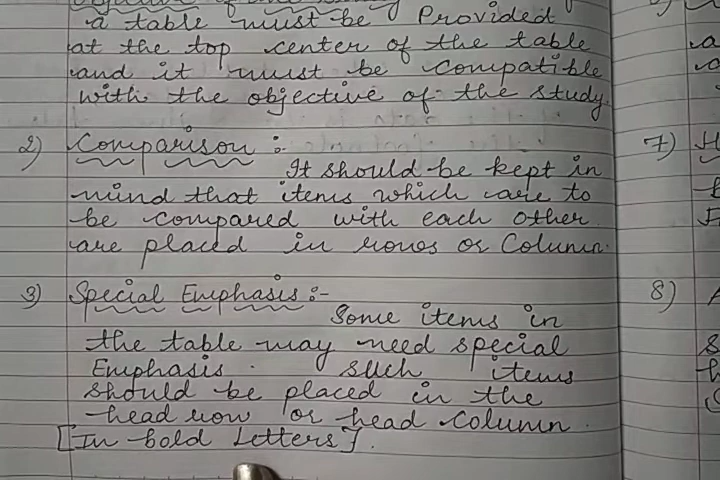 a table must be Provided
at the top center of the table
and it must be compatible
with the objective of the study.
2) Comparison :-
It should be kept in
mind that items which are to
be compared with each other
are placed in rows or Column.
3) Special Emphasis :-
Some items in
the table may need special
Emphasis. Such items
should be placed in the
head row or head column.
[In bold Letters].
7)
8)